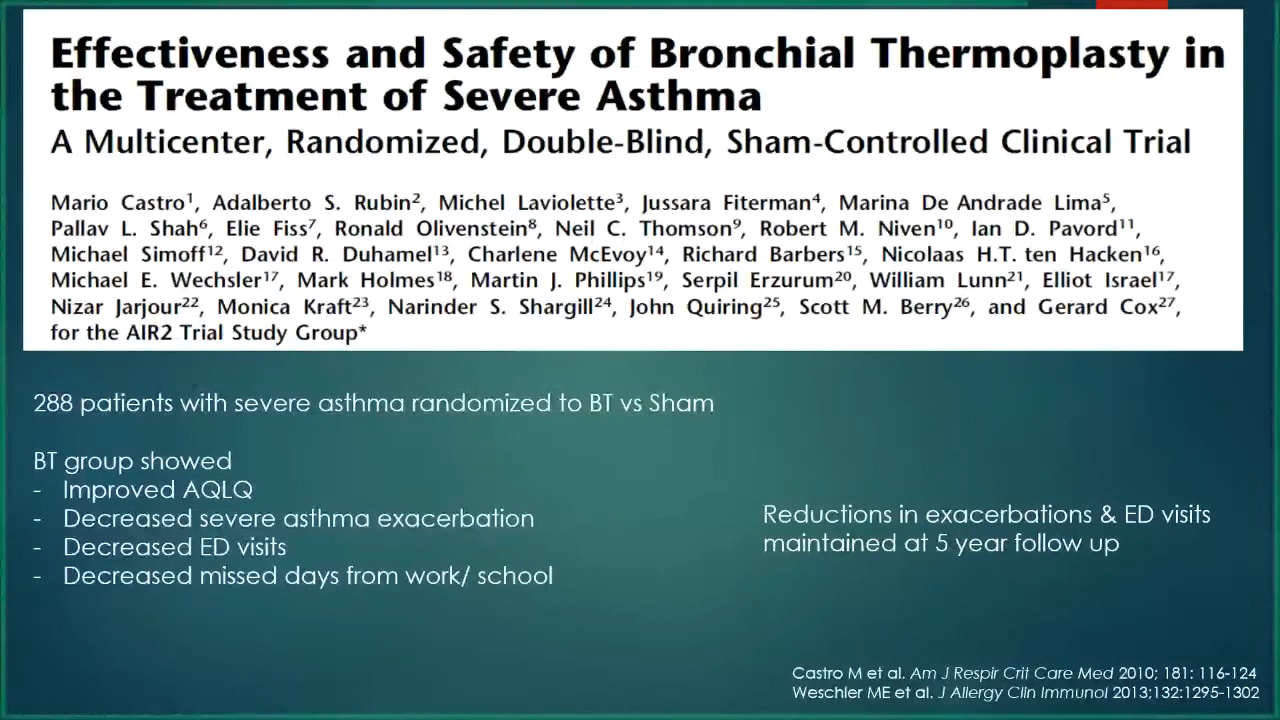 Effectiveness and Safety of Bronchial Thermoplasty in
the Treatment of Severe Asthma
A Multicenter, Randomized, Double-Blind, Sham-Controlled Clinical Trial
Mario Castro¹, Adalberto S. Rubin², Michel Laviolette³, Jussara Fiterman⁴, Marina De Andrade Lima⁵,
Pallav L. Shah⁶, Elie Fiss⁷, Ronald Olivenstein⁸, Neil C. Thomson⁹, Robert M. Niven¹⁰, Ian D. Pavord¹¹,
Michael Simoff¹², David R. Duhamel¹³, Charlene McEvoy¹⁴, Richard Barbers¹⁵, Nicolaas H.T. ten Hacken¹⁶,
Michael E. Wechsler¹⁷, Mark Holmes¹⁸, Martin J. Phillips¹⁹, Serpil Erzurum²⁰, William Lunn²¹, Elliot Israel¹⁷,
Nizar Jarjour²², Monica Kraft²³, Narinder S. Shargill²⁴, John Quiring²⁵, Scott M. Berry²⁶, and Gerard Cox²⁷,
for the AIR2 Trial Study Group*
288 patients with severe asthma randomized to BT vs Sham
BT group showed
- Improved AQLQ
- Decreased severe asthma exacerbation
- Decreased ED visits
- Decreased missed days from work/ school
Reductions in exacerbations & ED visits
maintained at 5 year follow up
Castro M et al. Am J Respir Crit Care Med 2010; 181: 116-124
Weschler ME et al. J Allergy Clin Immunol 2013;132:1295-1302